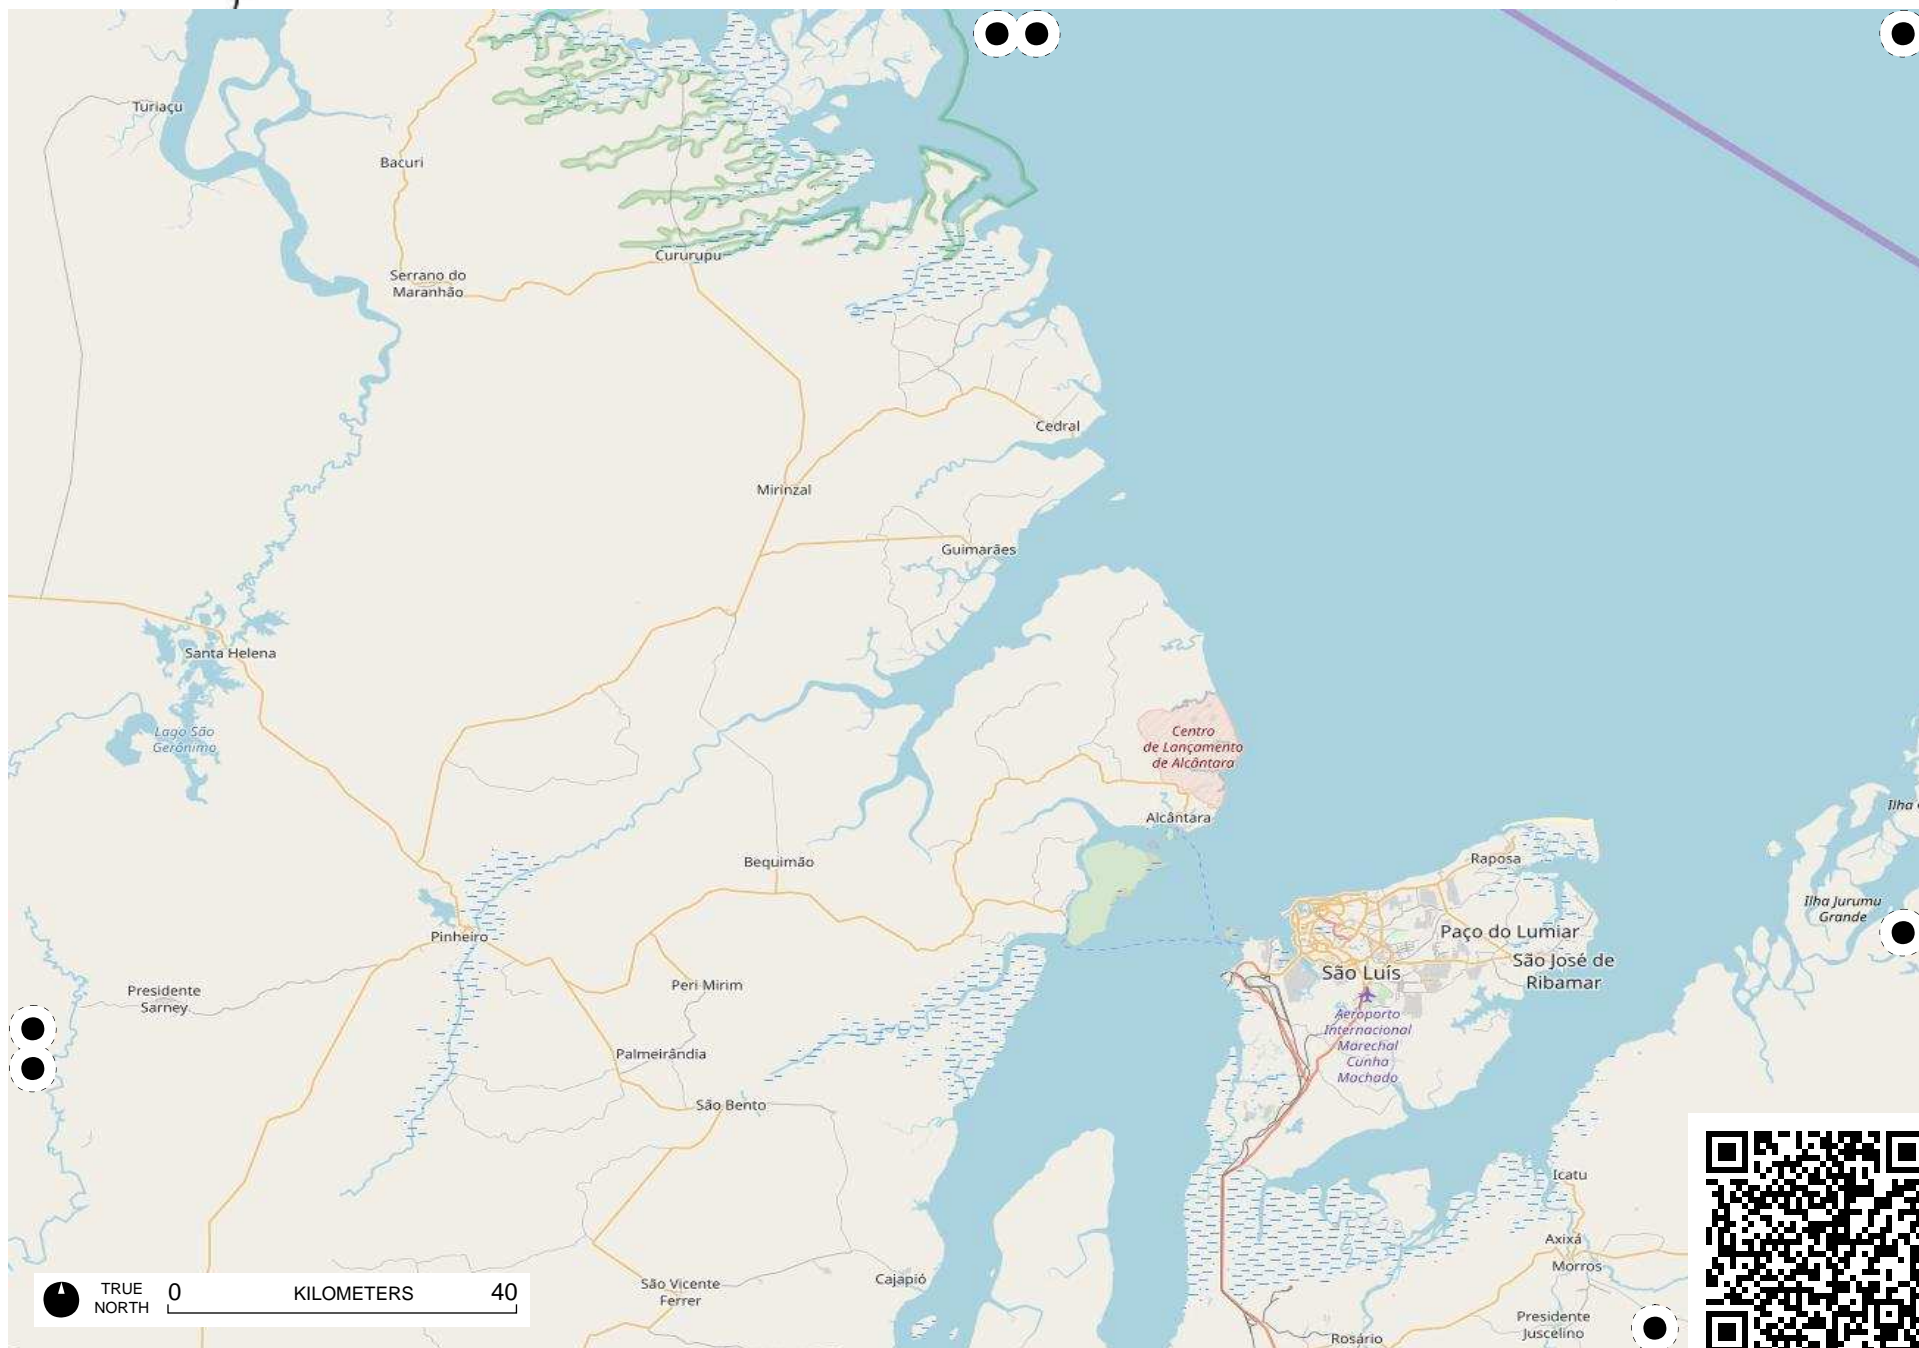 Turiaçu
Bacuri
Cururupu
Serrano do
Maranhão
Cedral
Mirinzal
Guimarães
Santa Helena
Lago São
Gerónimo
Centro
de Lançamento
de Alcântara
Ilha
Alcântara
Raposa
Bequimão
Ilha Jurumu
Grande
Paço do Lumiar
Pinheiro
São José de
Ribamar
São Luís
Peri Mirim
Presidente
Sarney
Aeroporto
Internacional
Marechal
Cunha
Machado
Palmeirândia
São Bento
Icatu
Axixá
Morros
Cajapió
São Vicente
Ferrer
TRUE
NORTH
0 KILOMETERS 40
Presidente
Juscelino
Rosário